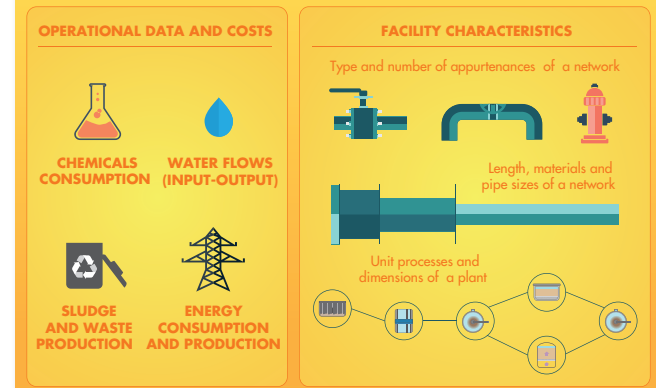 OPERATIONAL DATA AND COSTS
CHEMICALS
CONSUMPTION
WATER FLOWS
(INPUT-OUTPUT)
SLUDGE
AND WASTE
PRODUCTION
ENERGY
CONSUMPTION
AND PRODUCTION
FACILITY CHARACTERISTICS
Type and number of appurtenances of a network
Length, materials and
pipe sizes of a network
Unit processes and
dimensions of a plant